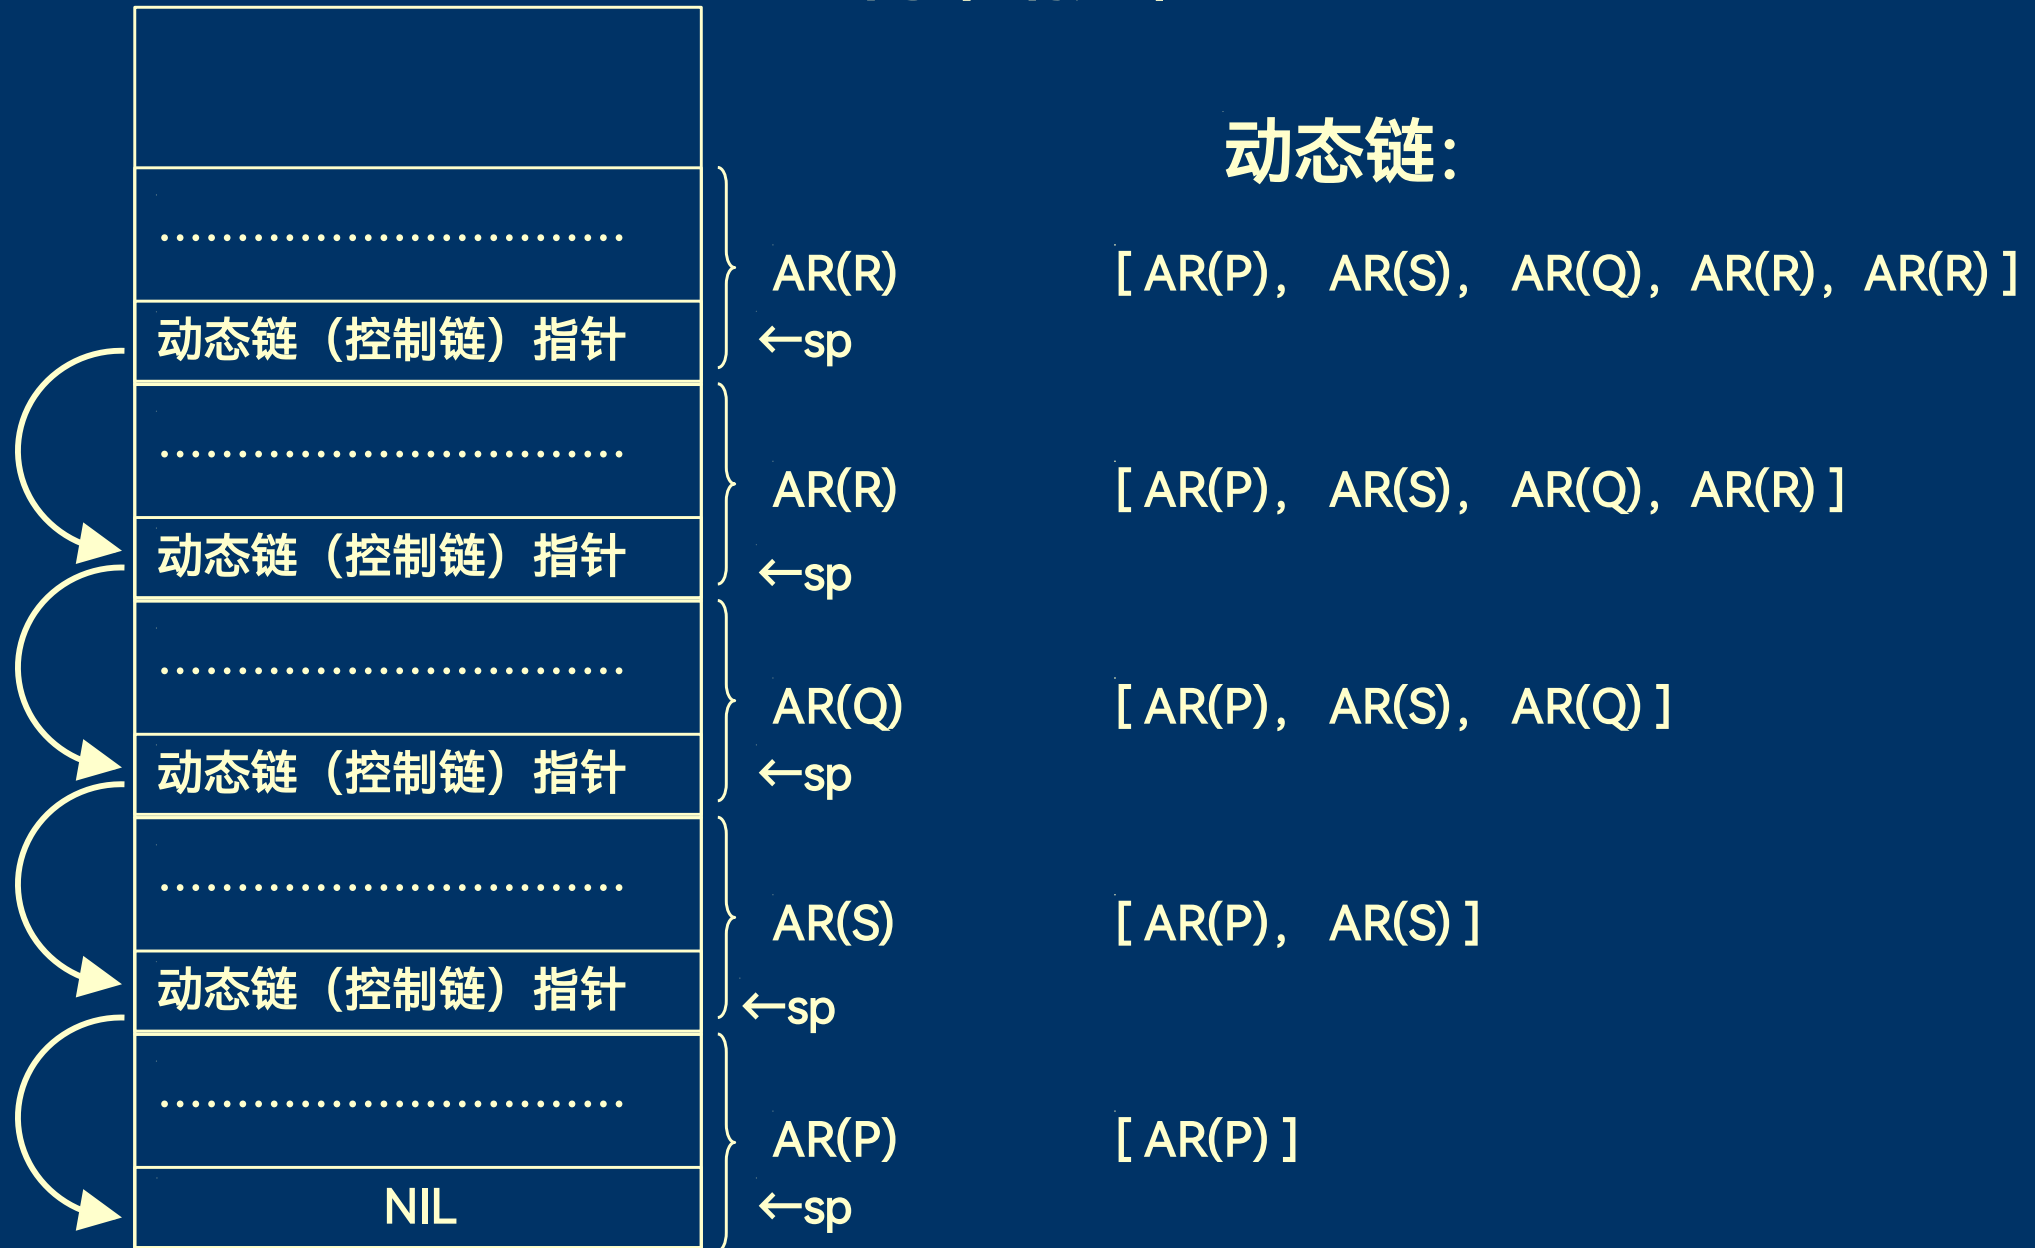 动态链：
…………………………
AR(R) [ AR(P)， AR(S)， AR(Q)，AR(R)，AR(R) ]
动态链（控制链）指针 ←sp
…………………………
AR(R) [ AR(P)， AR(S)， AR(Q)，AR(R) ]
动态链（控制链）指针 ←sp
…………………………
AR(Q) [ AR(P)， AR(S)， AR(Q) ]
动态链（控制链）指针 ←sp
…………………………
AR(S) [ AR(P)， AR(S) ]
动态链（控制链）指针 ←sp
…………………………
AR(P) [ AR(P) ]
NIL ←sp